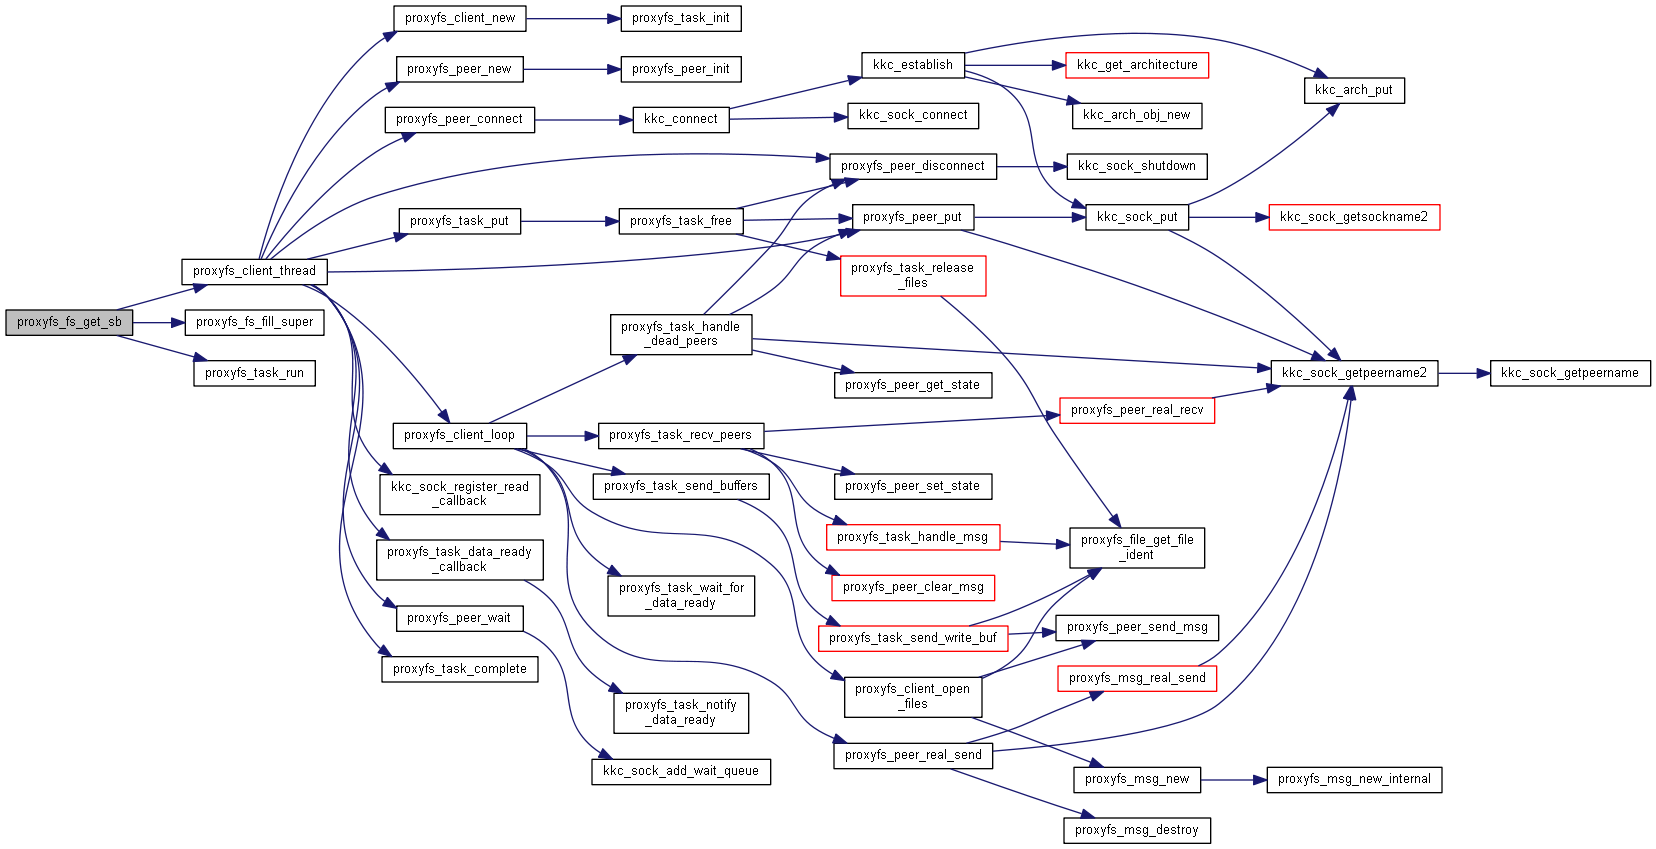 proxyfs_client_new
proxyfs_task_init
proxyfs_peer_new
proxyfs_peer_init
kkc_establish
kkc_get_architecture
kkc_arch_put
proxyfs_peer_connect
kkc_connect
kkc_sock_connect
kkc_arch_obj_new
proxyfs_peer_disconnect
kkc_sock_shutdown
proxyfs_task_put
proxyfs_task_free
proxyfs_peer_put
kkc_sock_put
kkc_sock_getsockname2
proxyfs_client_thread
proxyfs_task_release
_files
proxyfs_fs_get_sb
proxyfs_fs_fill_super
proxyfs_task_run
proxyfs_task_handle
_dead_peers
proxyfs_peer_get_state
kkc_sock_getpeername2
kkc_sock_getpeername
proxyfs_client_loop
proxyfs_task_recv_peers
proxyfs_peer_real_recv
kkc_sock_register_read
_callback
proxyfs_task_send_buffers
proxyfs_peer_set_state
proxyfs_task_handle_msg
proxyfs_file_get_file
_ident
proxyfs_task_data_ready
_callback
proxyfs_task_wait_for
_data_ready
proxyfs_peer_clear_msg
proxyfs_peer_wait
proxyfs_task_send_write_buf
proxyfs_peer_send_msg
proxyfs_task_complete
proxyfs_client_open
_files
proxyfs_msg_real_send
proxyfs_task_notify
_data_ready
proxyfs_peer_real_send
kkc_sock_add_wait_queue
proxyfs_msg_new
proxyfs_msg_new_internal
proxyfs_msg_destroy